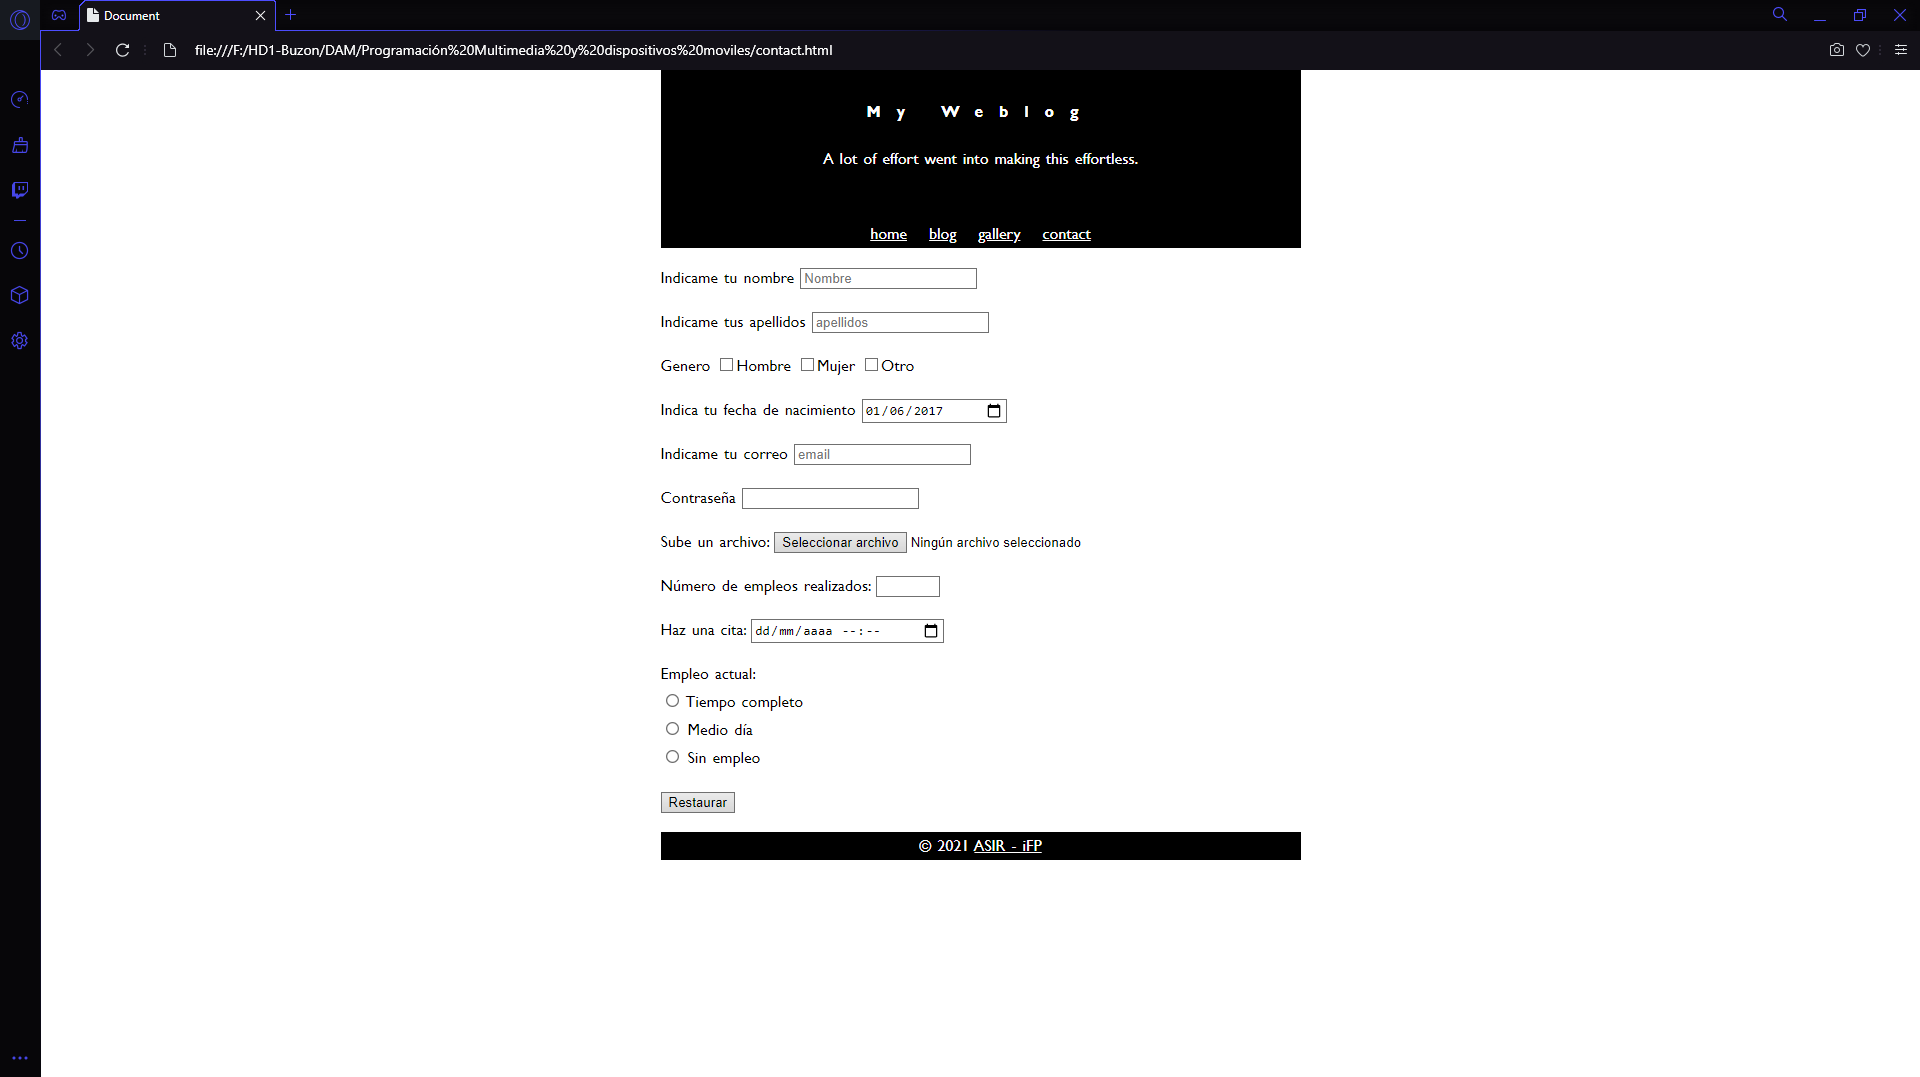 Document
file:///F:/HD1-Buzon/DAM/Programación%20Multimedia%20y%20dispositivos%20moviles/contact.html
My Weblog
A lot of effort went into making this effortless.
home blog gallery contact
Indicame tu nombre Nombre
Indicame tus apellidos apellidos
Genero Hombre Mujer Otro
Indica tu fecha de nacimiento 01/06/2017
Indicame tu correo email
Contraseña
Sube un archivo: Seleccionar archivo Ningún archivo seleccionado
Número de empleos realizados:
Haz una cita: dd/mm/aaaa --:--
Empleo actual:
Tiempo completo
Medio día
Sin empleo
Restaurar
© 2021 ASIR - iFP